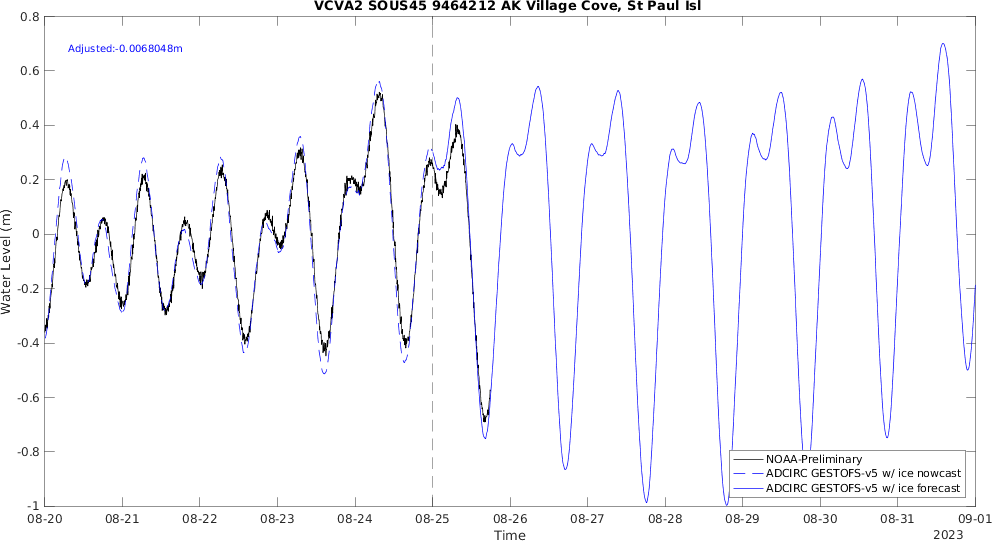 VCVA2 SOUS45 9464212 AK Village Cove, St Paul Isl
Adjusted:-0.0068048m
0.8
0.6
0.4
0.2
0
-0.2
-0.4
-0.6
-0.8
-1
Water Level (m)
NOAA-Preliminary
ADCIRC GESTOFS-v5 w/ ice nowcast
ADCIRC GESTOFS-v5 w/ ice forecast
08-20 08-21 08-22 08-23 08-24 08-25 08-26 08-27 08-28 08-29 08-30 08-31 09-01
Time
2023